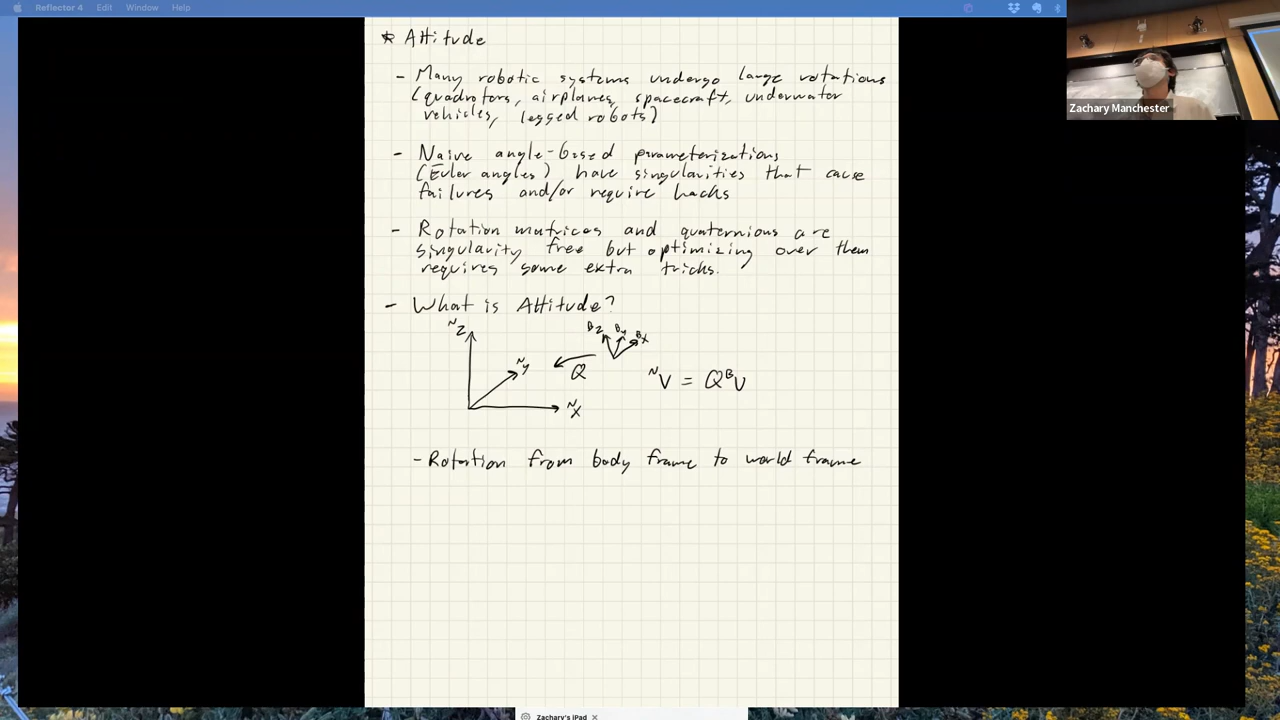 Reflector 4 Edit Window Help
* Attitude
- Many robotic systems undergo large rotations
(quadrotors, airplanes, spacecraft, underwater
vehicles, legged robots)
- Naive angle-based parameterizations
(Euler angles) have singularities that cause
failures and/or require hacks
- Rotation matrices and quaternions are
singularity free but optimizing over them
requires some extra tricks.
- What is Attitude?
ᴺZ
ᴮZ ᴮy ᴮX
ᴺy
Q
ᴺV = QᴮV
ᴺX
- Rotation from body frame to world frame
Zachary Manchester
Zachary's iPad ×